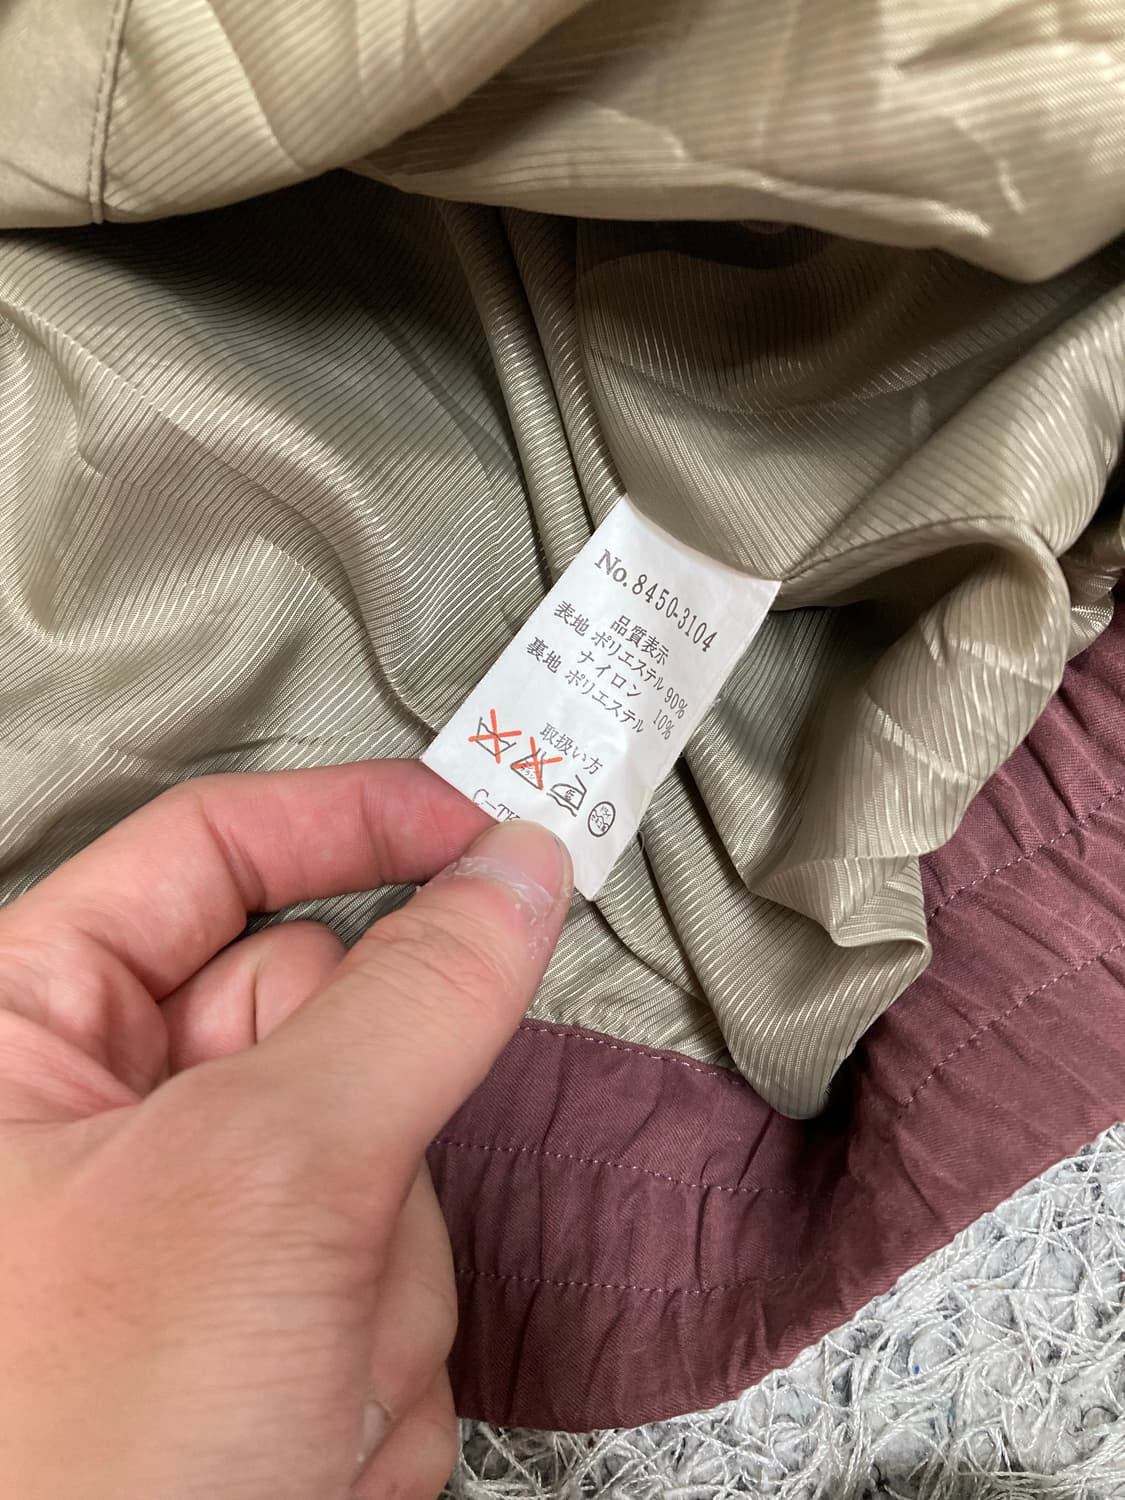 No.8450-3104
品質表示
表地 ポリエステル 90%
ナイロン 10%
裏地 ポリエステル
取扱い方